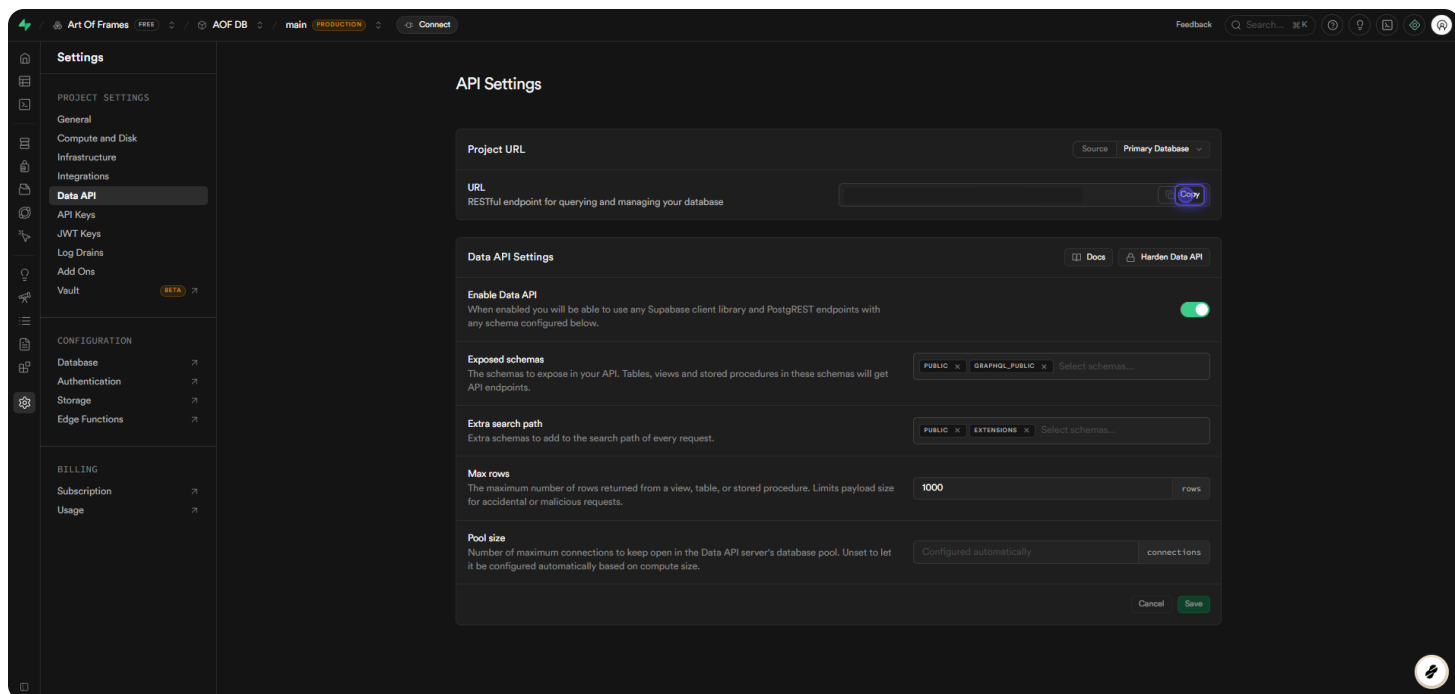 Art Of Frames FREE / AOF DB / main PRODUCTION Connect Feedback Search... ⌘K
Settings
PROJECT SETTINGS
General
Compute and Disk
Infrastructure
Integrations
Data API
API Keys
JWT Keys
Log Drains
Add Ons
Vault BETA
CONFIGURATION
Database
Authentication
Storage
Edge Functions
BILLING
Subscription
Usage
API Settings
Project URL
Source Primary Database
URL
RESTful endpoint for querying and managing your database
Copy
Data API Settings
Docs
Harden Data API
Enable Data API
When enabled you will be able to use any Supabase client library and PostgREST endpoints with
any schema configured below.
Exposed schemas
The schemas to expose in your API. Tables, views and stored procedures in these schemas will get
API endpoints.
PUBLIC × GRAPHQL_PUBLIC × Select schemas...
Extra search path
Extra schemas to add to the search path of every request.
PUBLIC × EXTENSIONS × Select schemas...
Max rows
The maximum number of rows returned from a view, table, or stored procedure. Limits payload size
for accidental or malicious requests.
1000 rows
Pool size
Number of maximum connections to keep open in the Data API server's database pool. Unset to let
it be configured automatically based on compute size.
Configured automatically connections
Cancel Save